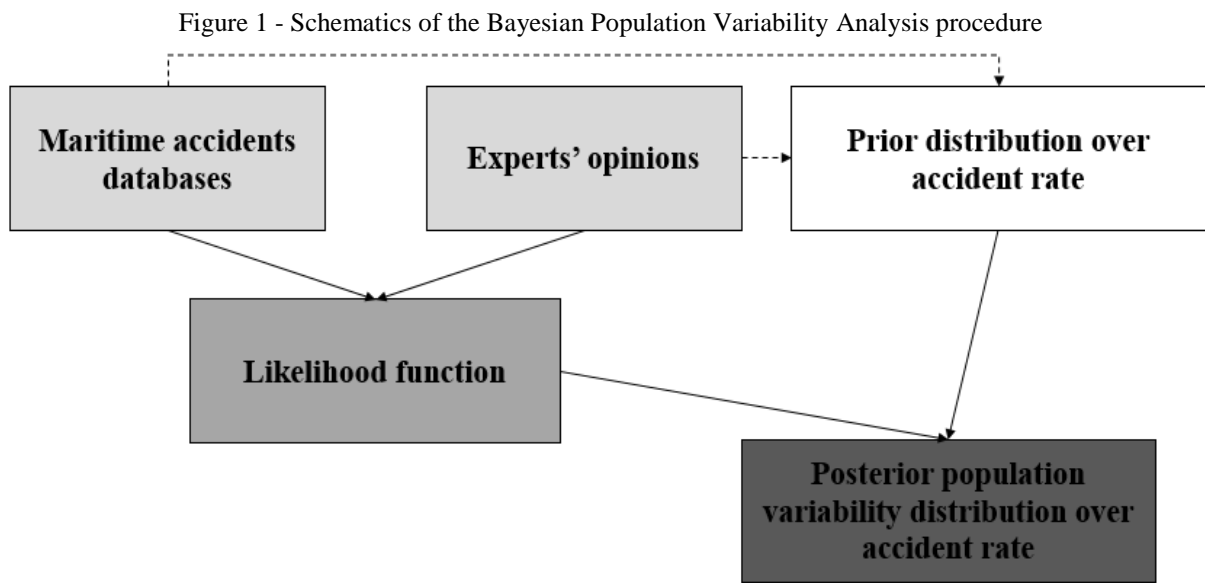 Figure 1 - Schematics of the Bayesian Population Variability Analysis procedure
Maritime accidents
databases
Experts’ opinions
Prior distribution over
accident rate
Likelihood function
Posterior population
variability distribution over
accident rate